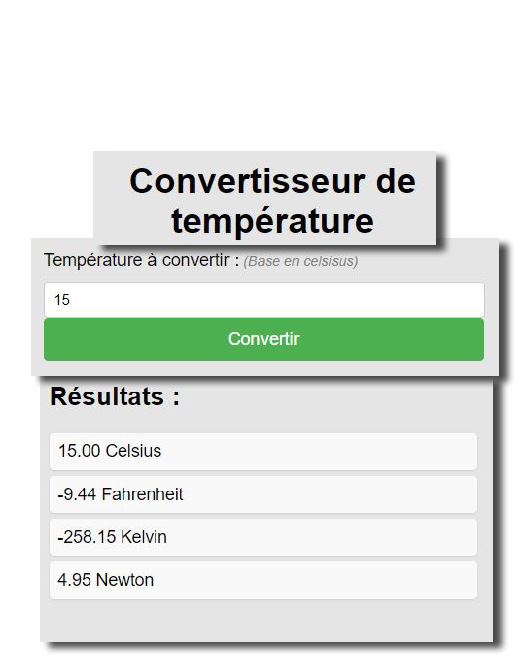 Convertisseur de
température
Température à convertir : (Base en celsisus)
15
Convertir
Résultats :
15.00 Celsius
-9.44 Fahrenheit
-258.15 Kelvin
4.95 Newton